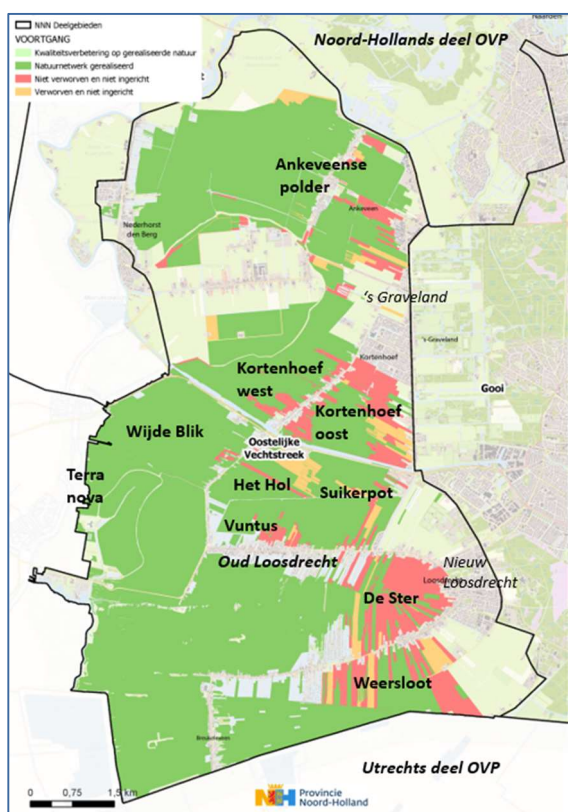 NNN Deelgebieden
VOORTGANG
Kwaliteitsverbetering op gerealiseerde natuur
Natuurnetwerk gerealiseerd
Niet verworven en niet ingericht
Verworven en niet ingericht
Noord-Hollands deel OVP
Naarden
Ankeveense
polder
Ankeveen
Nederhorst
den Berg
's Graveland
Kortenhoef
's Graveland
Gooi
Kortenhoef
west
Kortenhoef
oost
Wijde Blik
Oostelijke
Vechtstreek
Terra
nova
Het Hol
Suikerpot
Vuntus
Oud Loosdrecht
Nieuw
Loosdrecht
De Ster
Weersloot
Utrechts deel OVP
0 0,75 1,5 km
Provincie
Noord-Holland